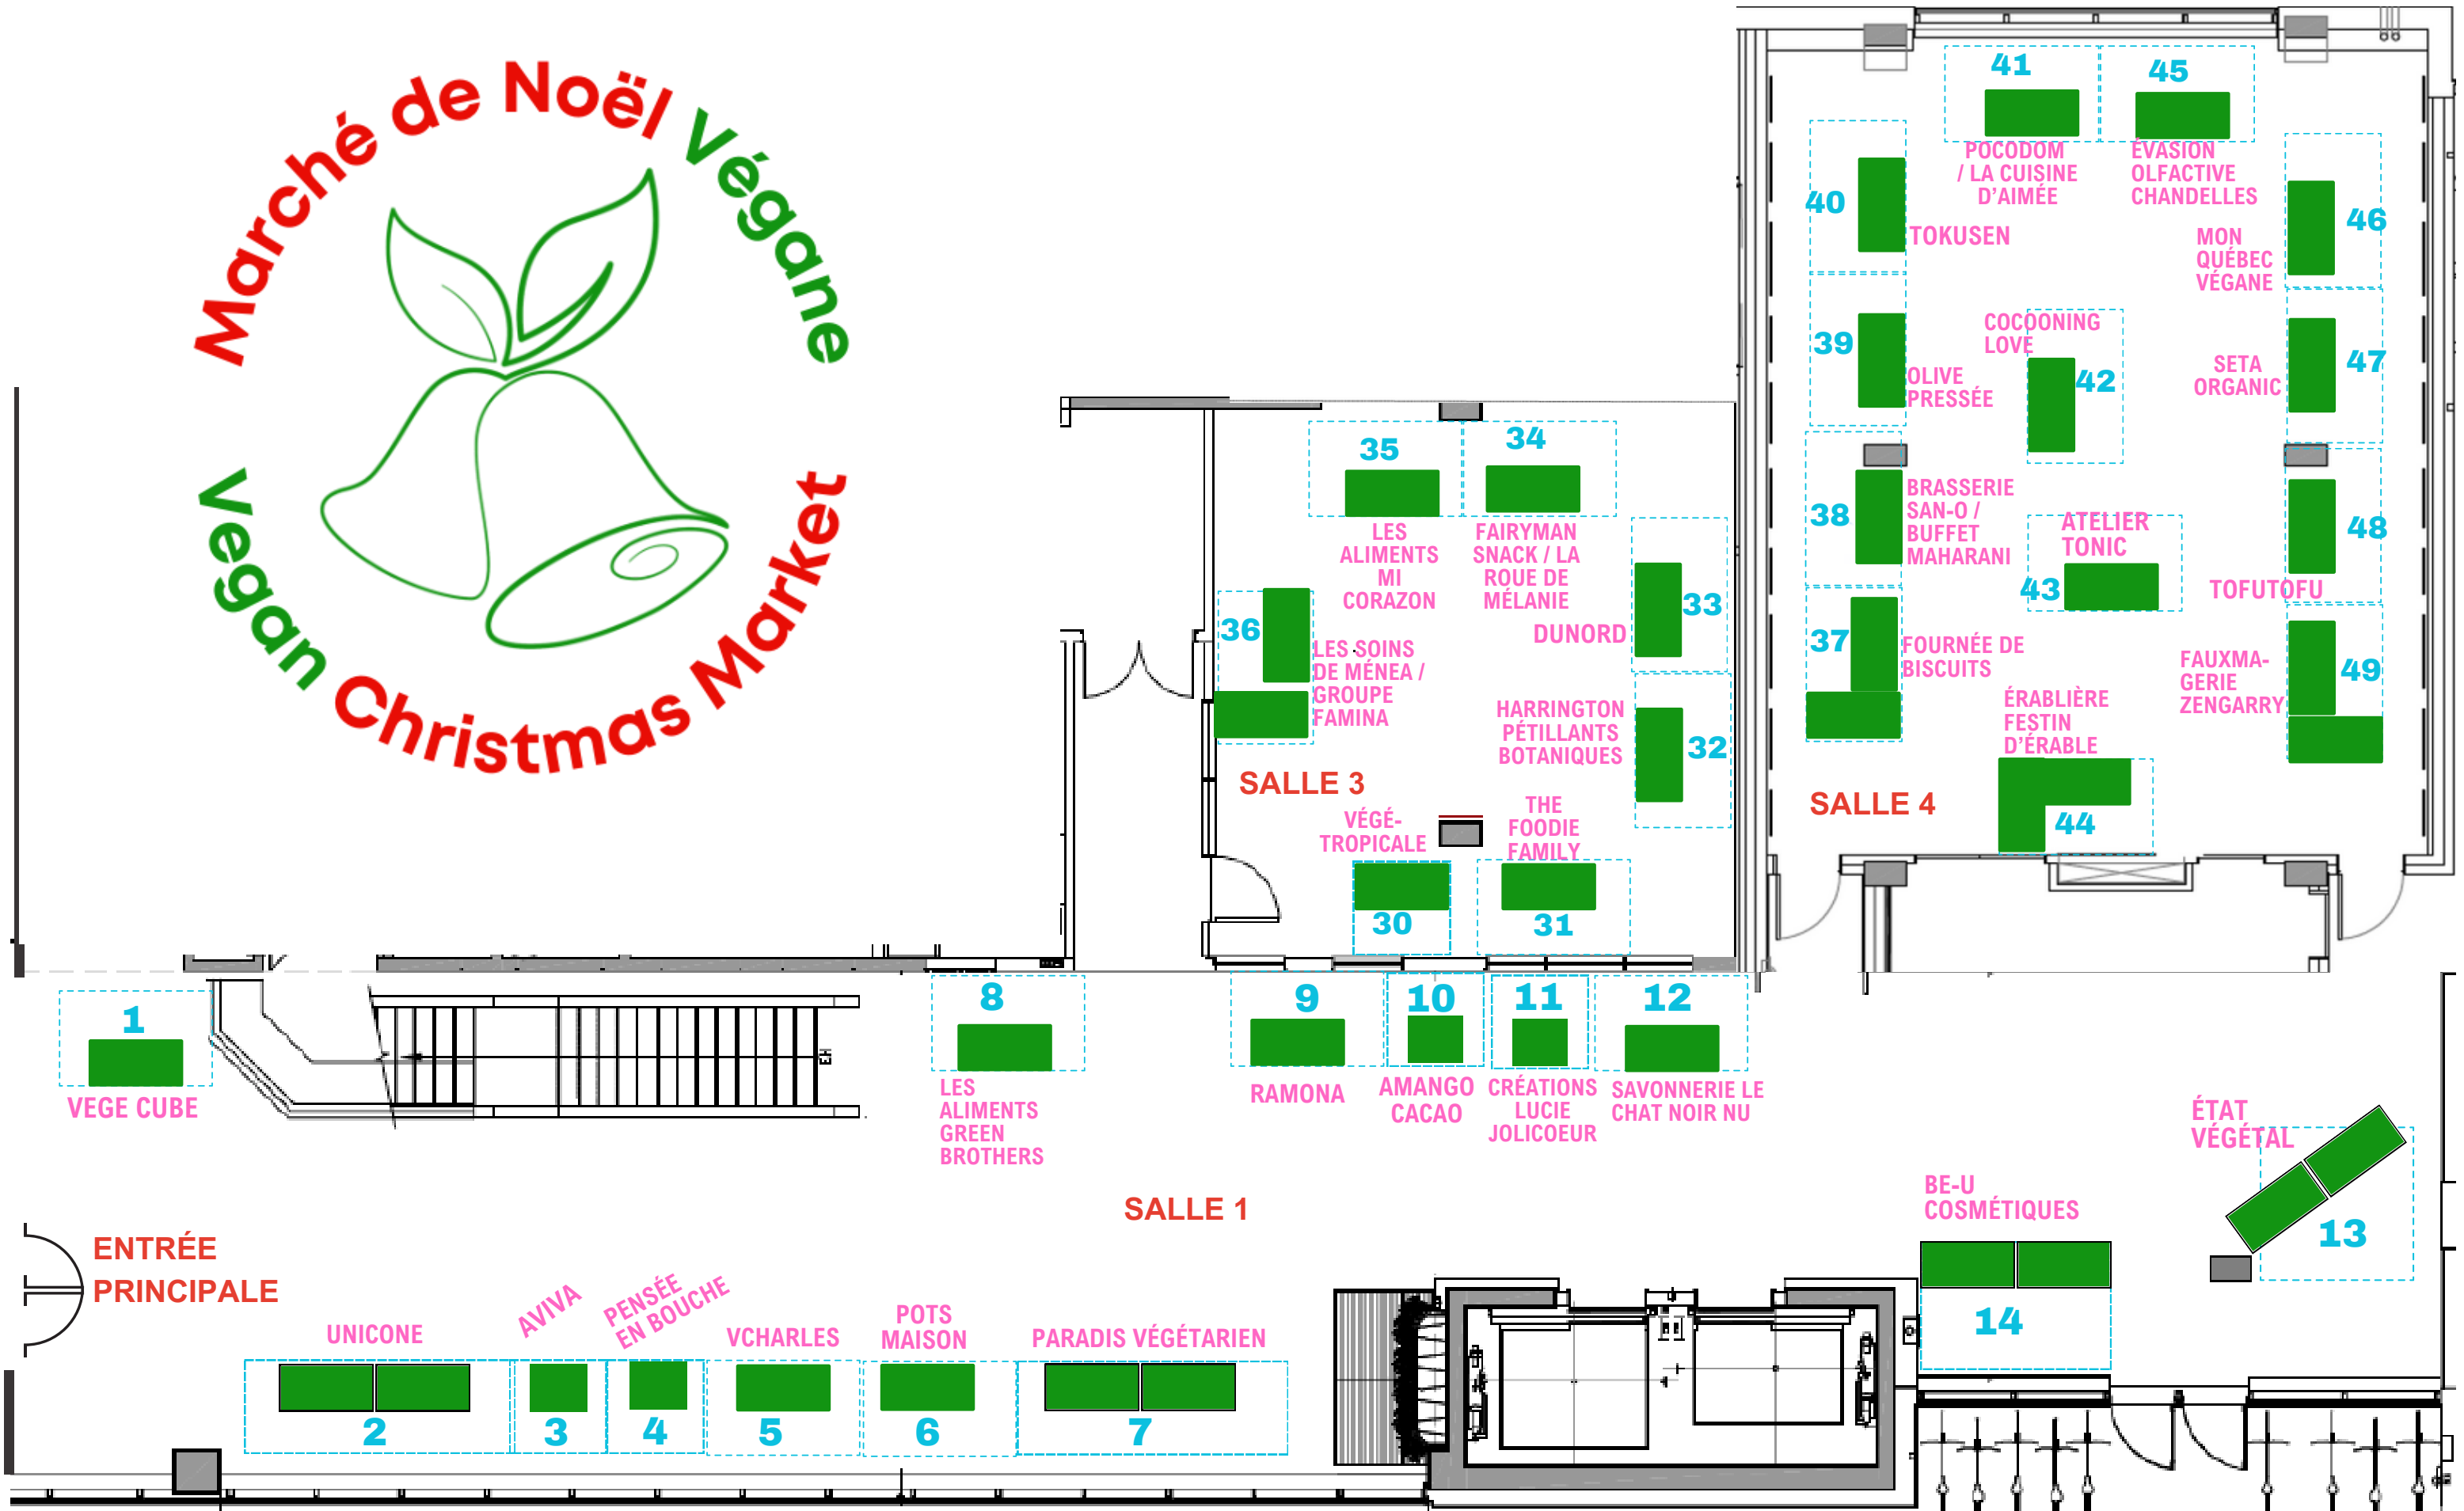 Marché de Noël Végane
Vegan Christmas Market
41
POCODOM
/ LA CUISINE
D'AIMÉE
45
ÉVASION
OLFACTIVE
CHANDELLES
40
TOKUSEN
46
MON
QUÉBEC
VÉGANE
39
OLIVE
PRESSÉE
COCOONING
LOVE
42
47
SETA
ORGANIC
38
BRASSERIE
SAN-O /
BUFFET
MAHARANI
ATELIER
TONIC
43
48
TOFUTOFU
37
FOURNÉE DE
BISCUITS
49
FAUXMA-
GERIE
ZENGARRY
ÉRABLIÈRE
FESTIN
D'ÉRABLE
44
SALLE 4
35
LES
ALIMENTS
MI
CORAZON
34
FAIRYMAN
SNACK / LA
ROUE DE
MÉLANIE
33
DUNORD
36
LES SOINS
DE MÉNEA /
GROUPE
FAMINA
HARRINGTON
PÉTILLANTS
BOTANIQUES
32
SALLE 3
VÉGÉ-
TROPICALE
30
THE
FOODIE
FAMILY
31
1
VEGE CUBE
8
LES
ALIMENTS
GREEN
BROTHERS
9
RAMONA
10
AMANGO
CACAO
11
CRÉATIONS
LUCIE
JOLICOEUR
12
SAVONNERIE LE
CHAT NOIR NU
ÉTAT
VÉGÉTAL
13
BE-U
COSMÉTIQUES
14
SALLE 1
ENTRÉE
PRINCIPALE
UNICONE
2
AVIVA
3
PENSÉE
EN BOUCHE
4
VCHARLES
5
POTS
MAISON
6
PARADIS VÉGÉTARIEN
7